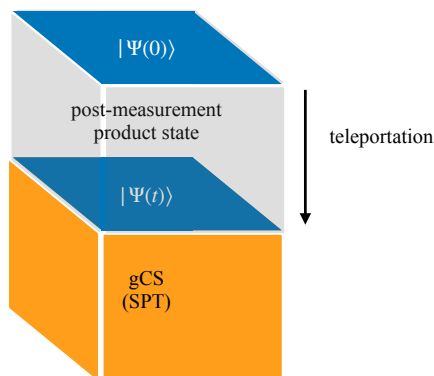 |Ψ(0)⟩
post-measurement
product state
teleportation
|Ψ(t)⟩
gCS
(SPT)